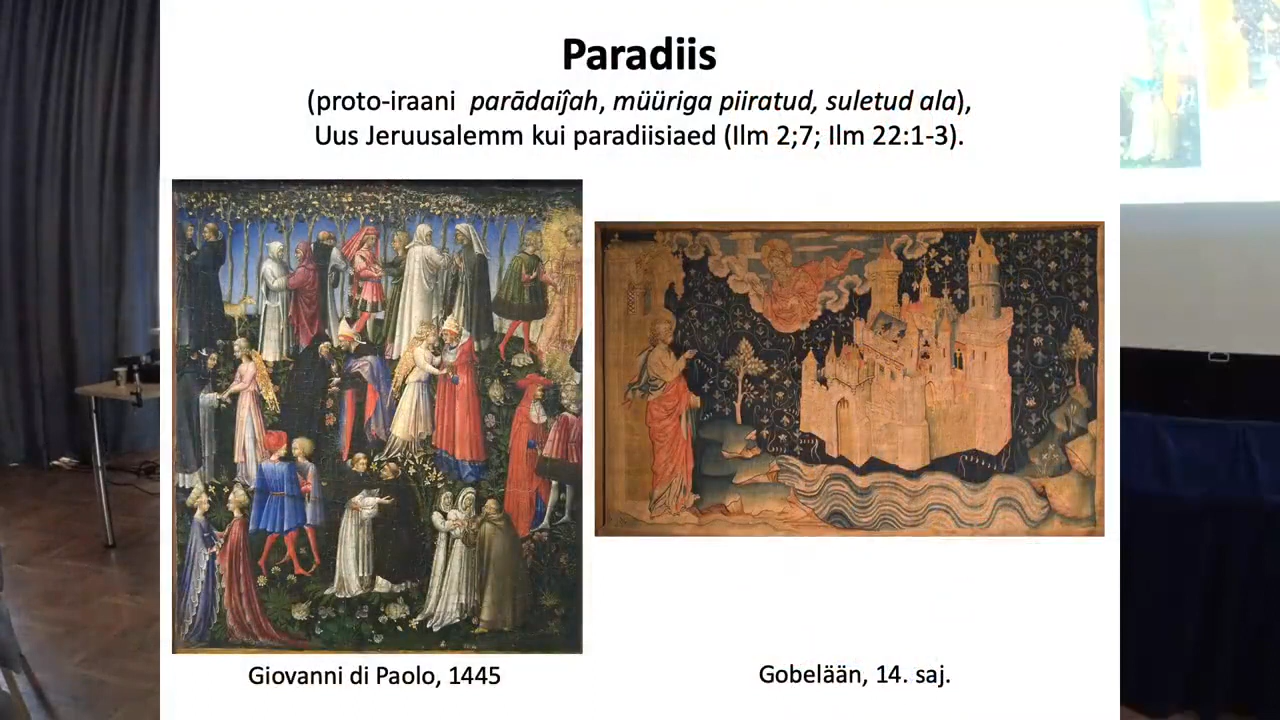 Paradiis
(proto-iraani parādaiĵah, müüriga piiratud, suletud ala),
Uus Jeruusalemm kui paradiisiaed (Ilm 2;7; Ilm 22:1-3).
Giovanni di Paolo, 1445
Gobelään, 14. saj.